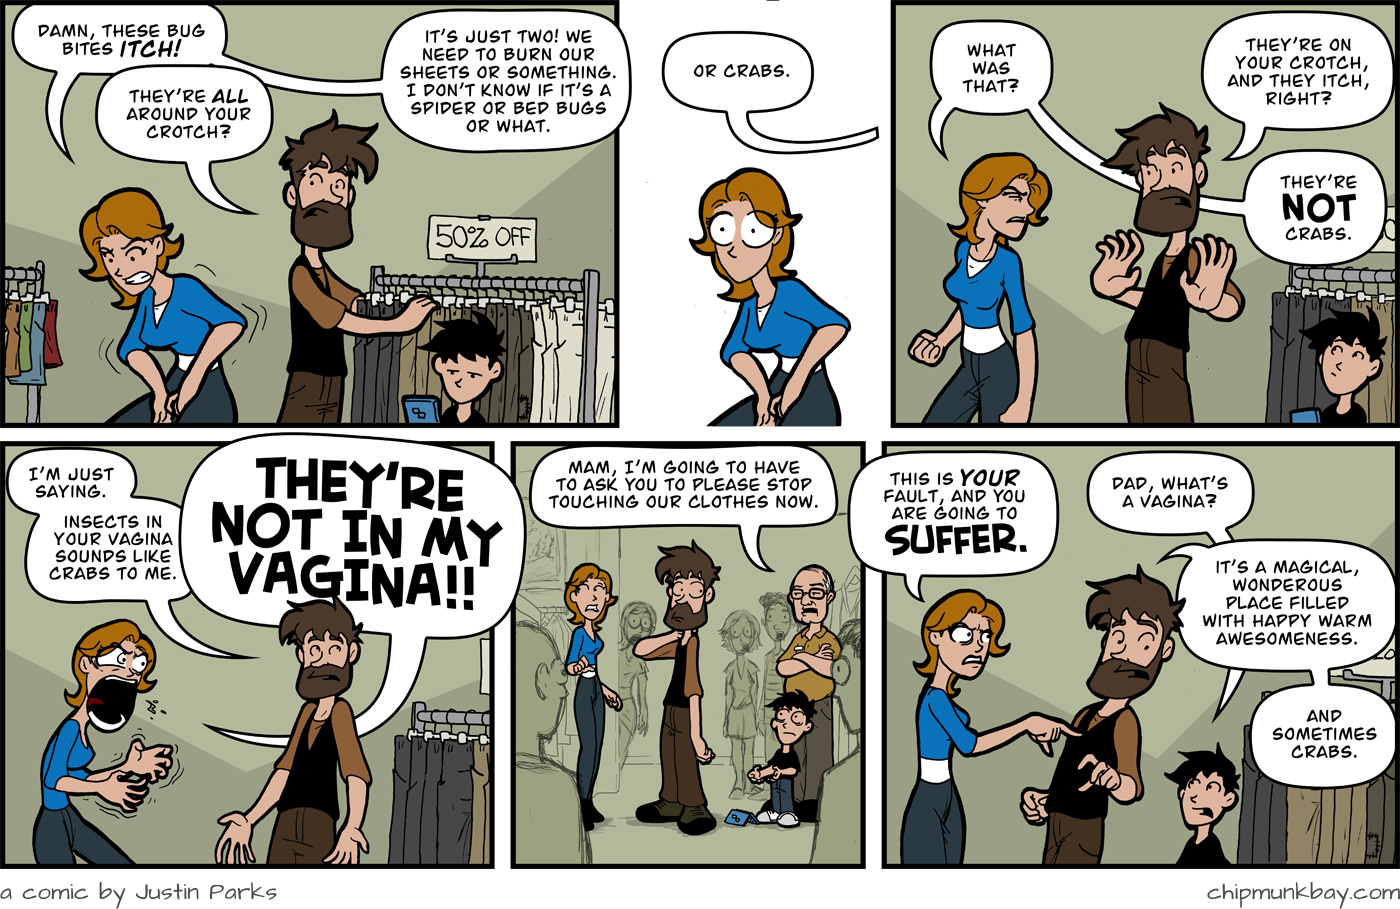 DAMN, THESE BUG
BITES ITCH!
THEY'RE ALL
AROUND YOUR
CROTCH?
IT'S JUST TWO! WE
NEED TO BURN OUR
SHEETS OR SOMETHING.
I DON'T KNOW IF IT'S A
SPIDER OR BED BUGS
OR WHAT.
50% OFF
OR CRABS.
WHAT
WAS
THAT?
THEY'RE ON
YOUR CROTCH,
AND THEY ITCH,
RIGHT?
THEY'RE
NOT
CRABS.
I'M JUST
SAYING.
INSECTS IN
YOUR VAGINA
SOUNDS LIKE
CRABS TO ME.
THEY'RE
NOT IN MY
VAGINA!!
MAM, I'M GOING TO HAVE
TO ASK YOU TO PLEASE STOP
TOUCHING OUR CLOTHES NOW.
THIS IS YOUR
FAULT, AND YOU
ARE GOING TO
SUFFER.
DAD, WHAT'S
A VAGINA?
IT'S A MAGICAL,
WONDEROUS
PLACE FILLED
WITH HAPPY WARM
AWESOMENESS.
AND
SOMETIMES
CRABS.
a comic by Justin Parks
chipmunkbay.com